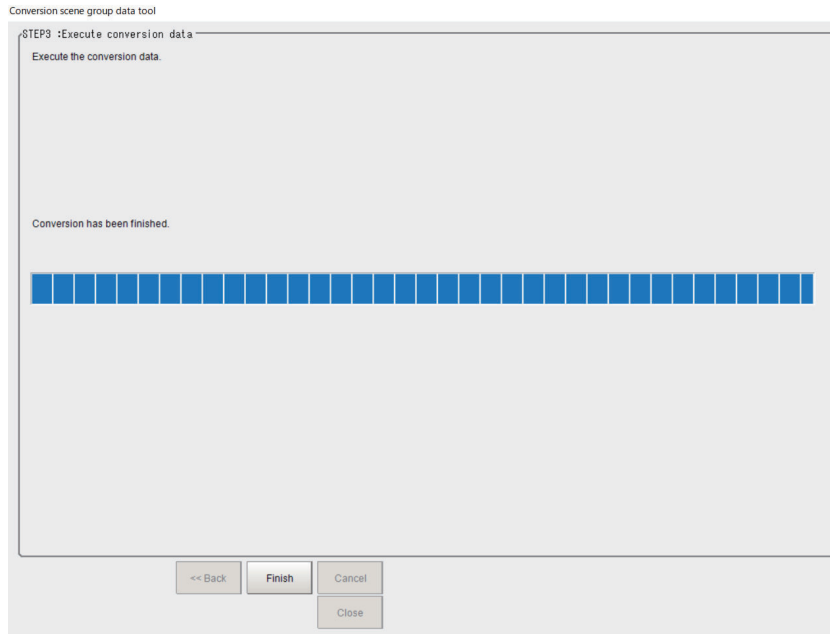 Conversion scene group data tool
STEP3 :Execute conversion data
Execute the conversion data.
Conversion has been finished.
<< Back Finish Cancel
Close